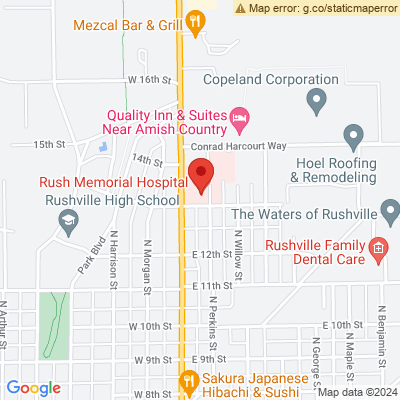 Map error: g.co/staticmaperror
Mezcal Bar & Grill
W 16th St
Copeland Corporation
Quality Inn & Suites
Near Amish Country
15th St
Conrad Harcourt Way
14th St
Hoel Roofing
& Remodeling
Rush Memorial Hospital
Rushville High School
The Waters of Rushville
Park Blvd
N Harrison St
N Morgan St
N Willow St
Rushville Family
Dental Care
E 12th St
E 11th St
N Arthur St
N Perkins St
W 10th St
E 10th St
N Benjamin St
N Maple St
N George S
W 9th St
E 9th St
Sakura Japanese
Hibachi & Sushi
W 8th St
Google
Map data ©2024